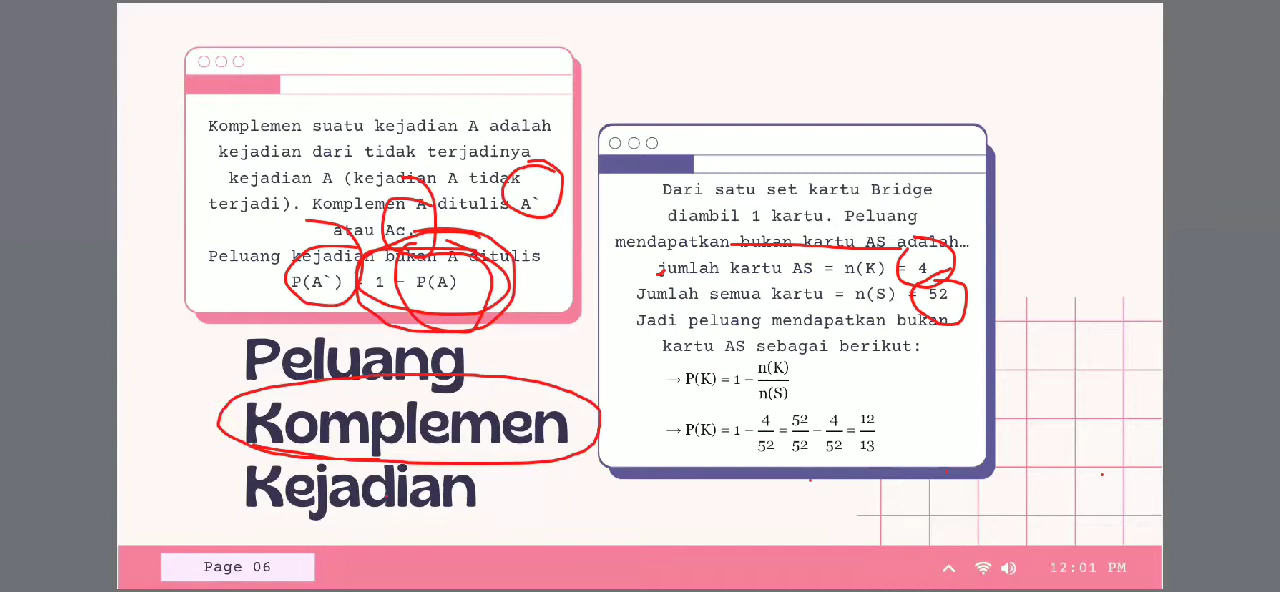 Komplemen suatu kejadian A adalah
kejadian dari tidak terjadinya
kejadian A (kejadian A tidak
terjadi). Komplemen A ditulis A`
atau Ac.
Peluang kejadian bukan A ditulis
P(A`) = 1 - P(A)
Peluang
Komplemen
Kejadian
Dari satu set kartu Bridge
diambil 1 kartu. Peluang
mendapatkan bukan kartu AS adalah…
jumlah kartu AS = n(K) = 4
Jumlah semua kartu = n(S) = 52
Jadi peluang mendapatkan bukan
kartu AS sebagai berikut:
→ P(K) = 1 − n(K)/n(S)
→ P(K) = 1 − 4/52 = 52/52 − 4/52 = 12/13
Page 06
12:01 PM